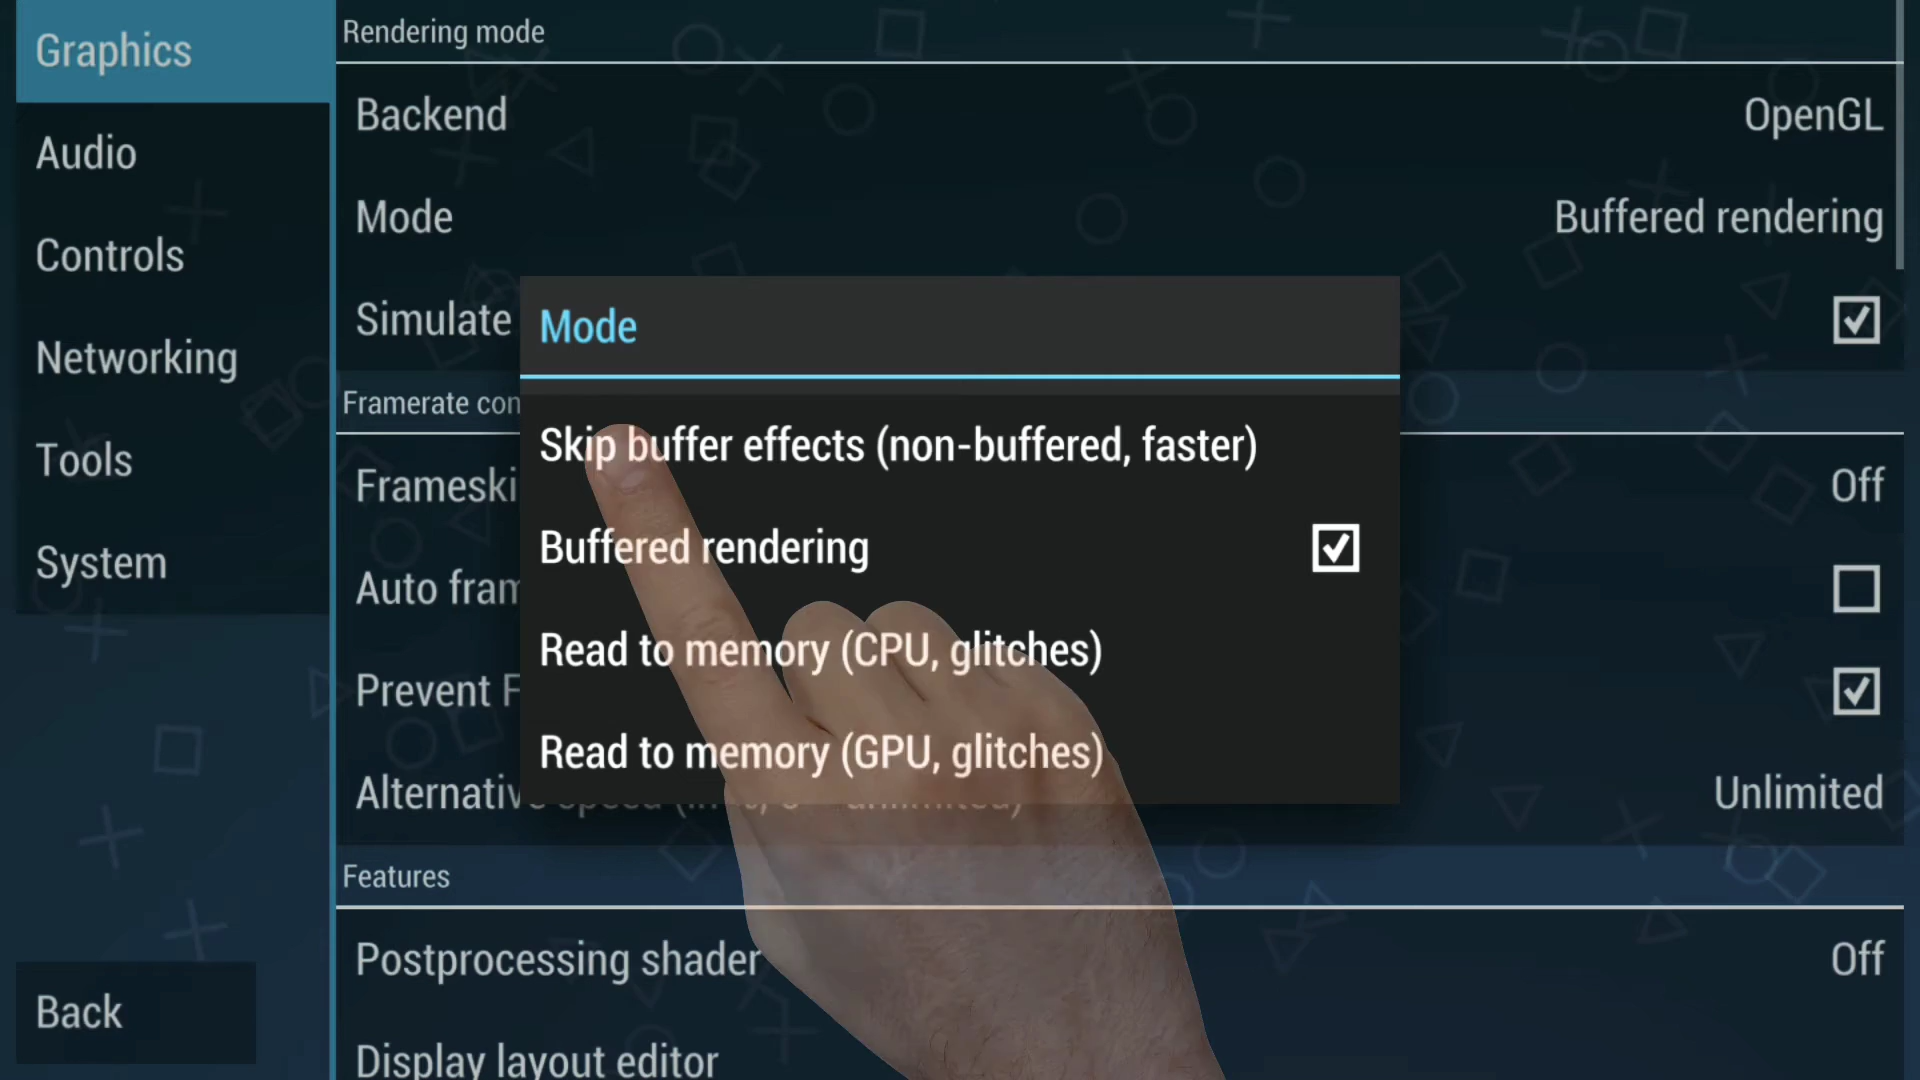 Graphics
Audio
Controls
Networking
Tools
System
Back
Rendering mode
Backend OpenGL
Mode Buffered rendering
Simulate
Framerate con
Frameski Off
Auto fram
Prevent F
Alternativ speed Unlimited
Features
Postprocessing shader Off
Display layout editor
Mode
Skip buffer effects (non-buffered, faster)
Buffered rendering
Read to memory (CPU, glitches)
Read to memory (GPU, glitches)